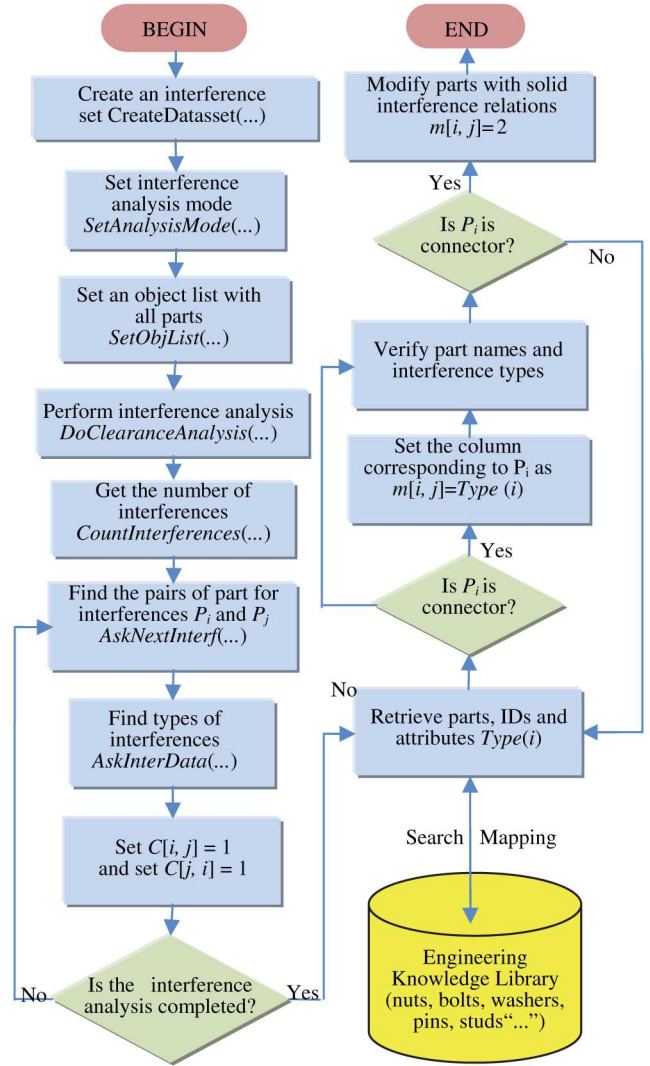 BEGIN
Create an interference
set CreateDatasset(...)
Set interference
analysis mode
SetAnalysisMode(...)
Set an object list with
all parts
SetObjList(...)
Perform interference analysis
DoClearanceAnalysis(...)
Get the number of
interferences
CountInterferences(...)
Find the pairs of part for
interferences Pi and Pj
AskNextInterf(...)
Find types of
interferences
AskInterData(...)
Set C[i, j] = 1
and set C[j, i] = 1
Is the interference
analysis completed?
No
Yes
END
Modify parts with solid
interference relations
m[i, j]=2
Yes
Is Pi is
connector?
No
Verify part names and
interference types
Set the column
corresponding to Pi as
m[i, j]=Type (i)
Yes
Is Pi is
connector?
No
Retrieve parts, IDs and
attributes Type(i)
Search Mapping
Engineering
Knowledge Library
(nuts, bolts, washers,
pins, studs“...”)